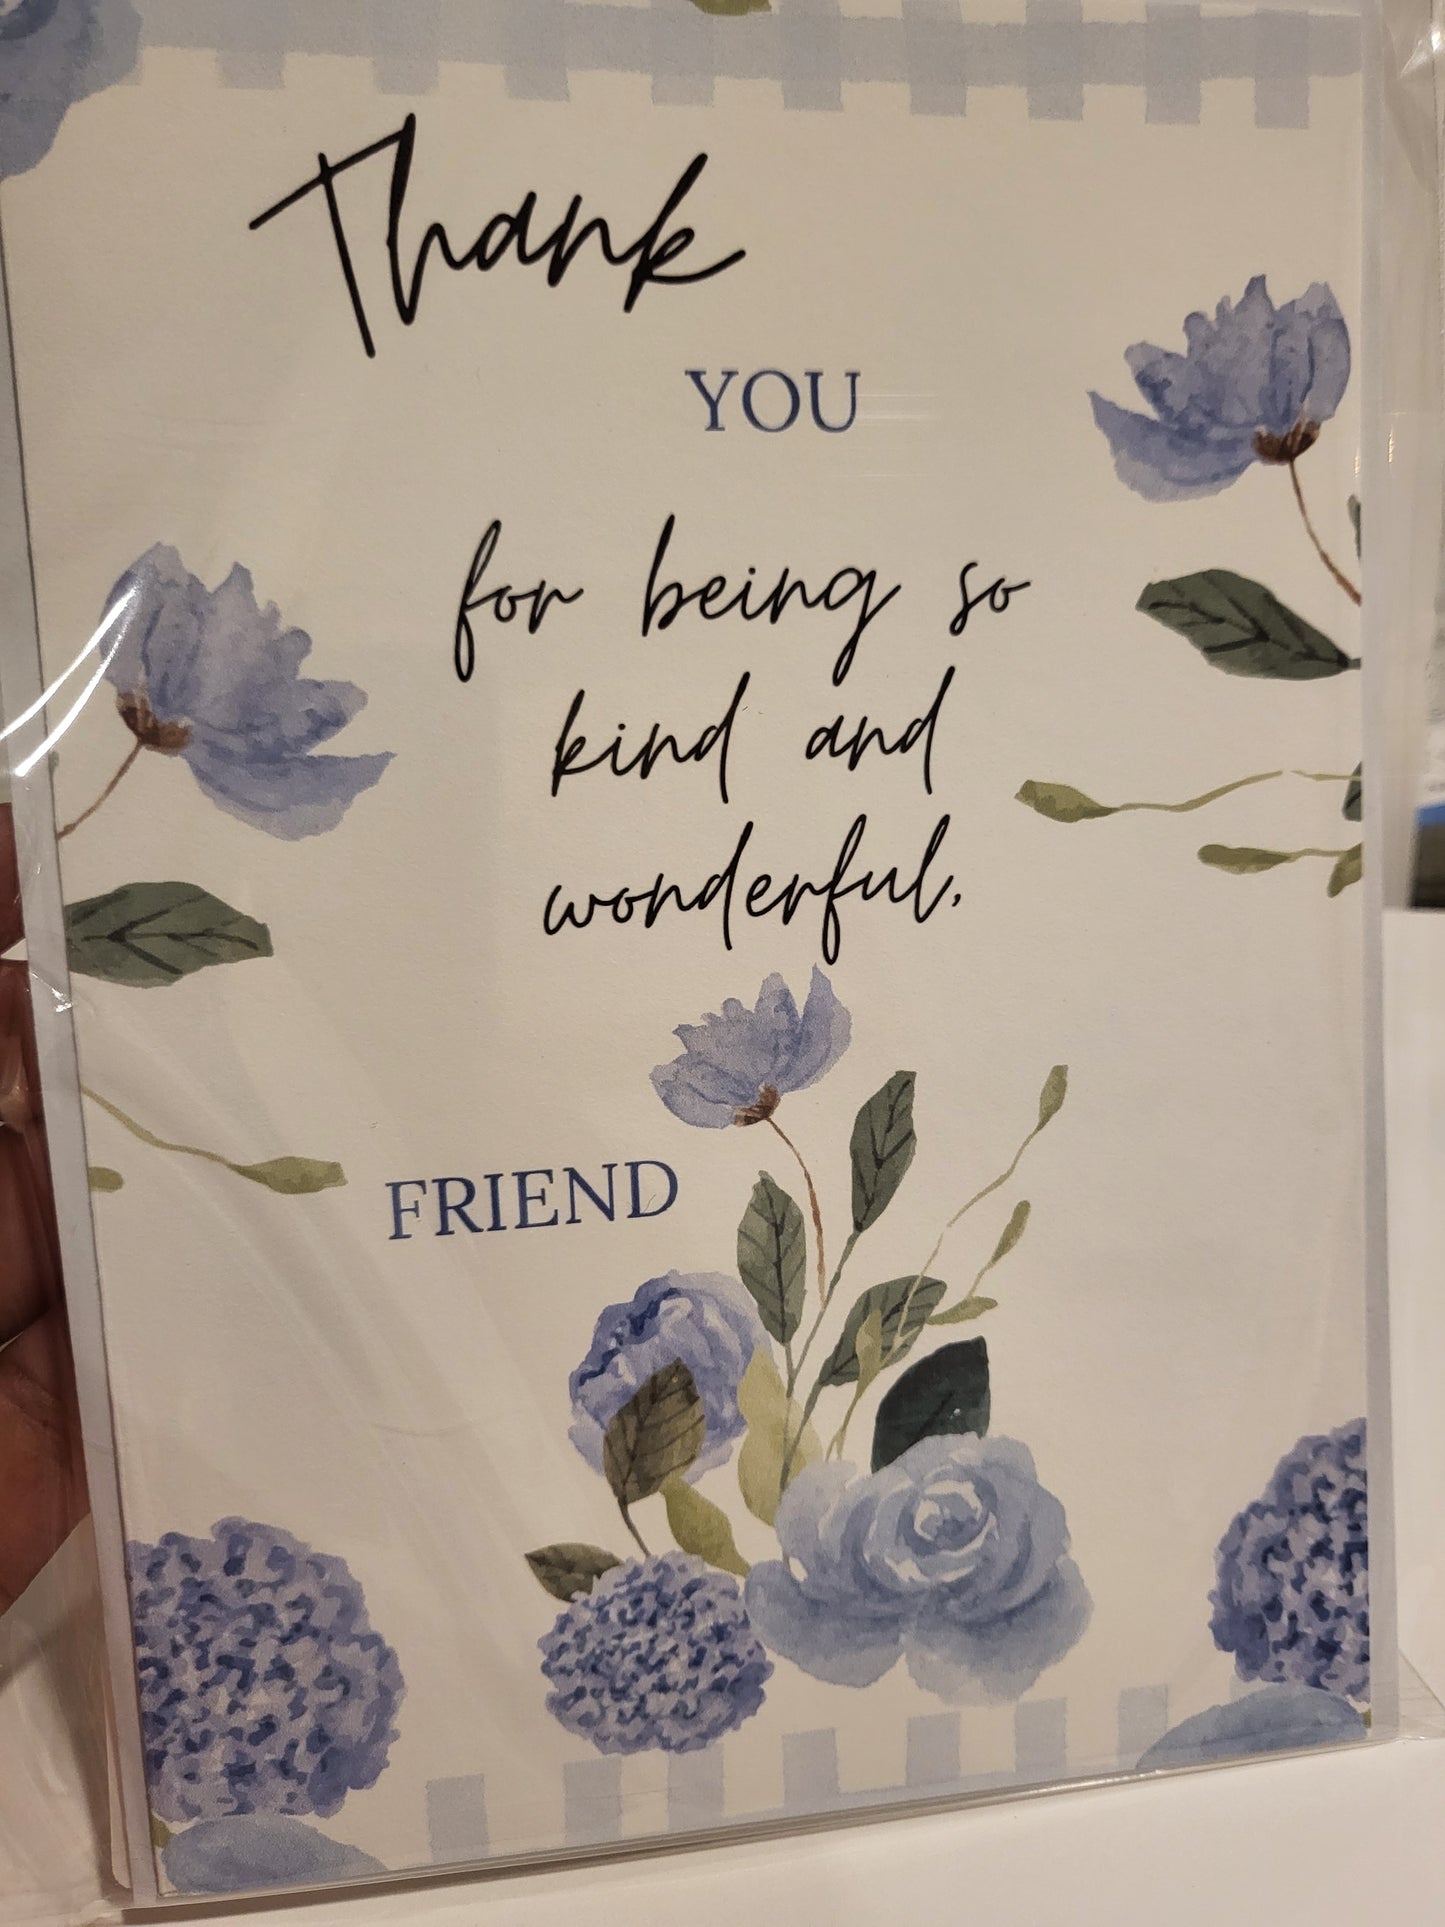 Thank
YOU
for being so
kind and
wonderful,
FRIEND